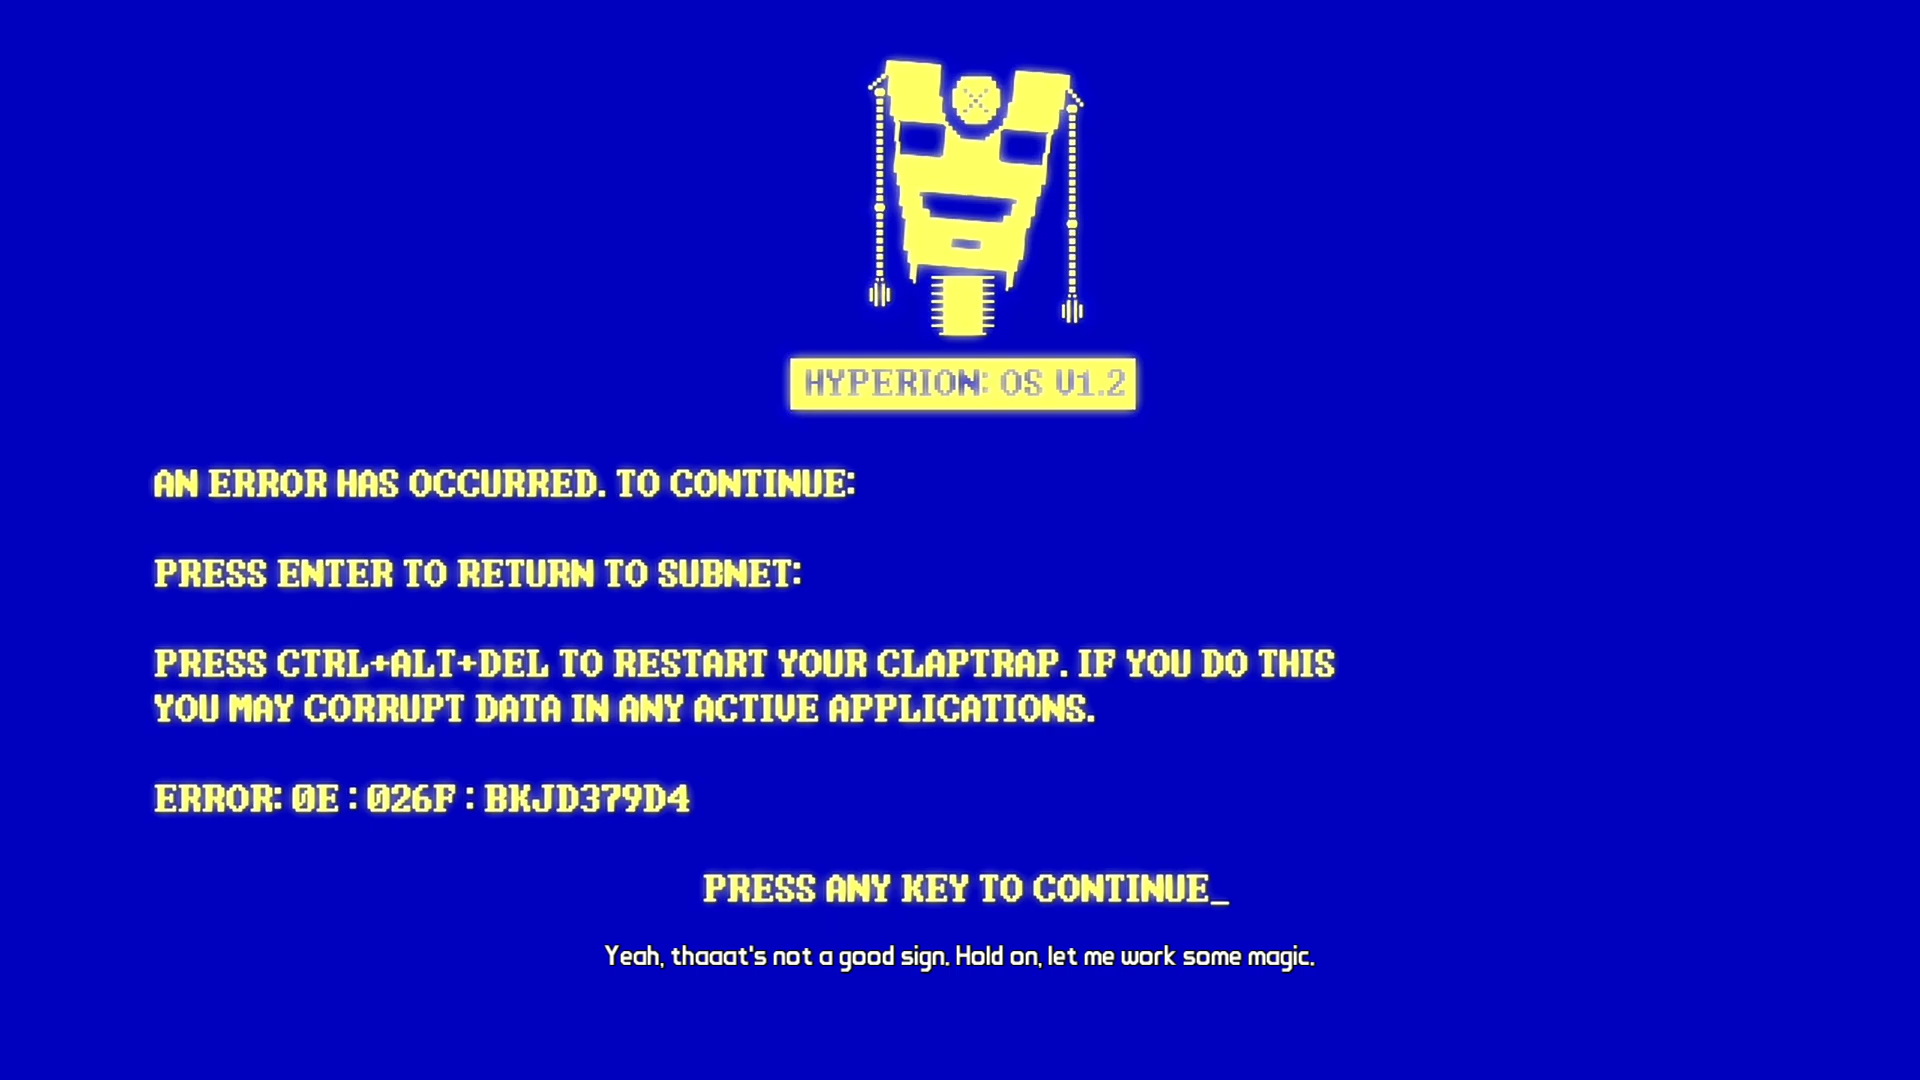 HYPERION: OS V1.2
AN ERROR HAS OCCURRED. TO CONTINUE:
PRESS ENTER TO RETURN TO SUBNET:
PRESS CTRL+ALT+DEL TO RESTART YOUR CLAPTRAP. IF YOU DO THIS
YOU MAY CORRUPT DATA IN ANY ACTIVE APPLICATIONS.
ERROR: 0E : 026F : BKJD379D4
PRESS ANY KEY TO CONTINUE_
Yeah, thaaat's not a good sign. Hold on, let me work some magic.